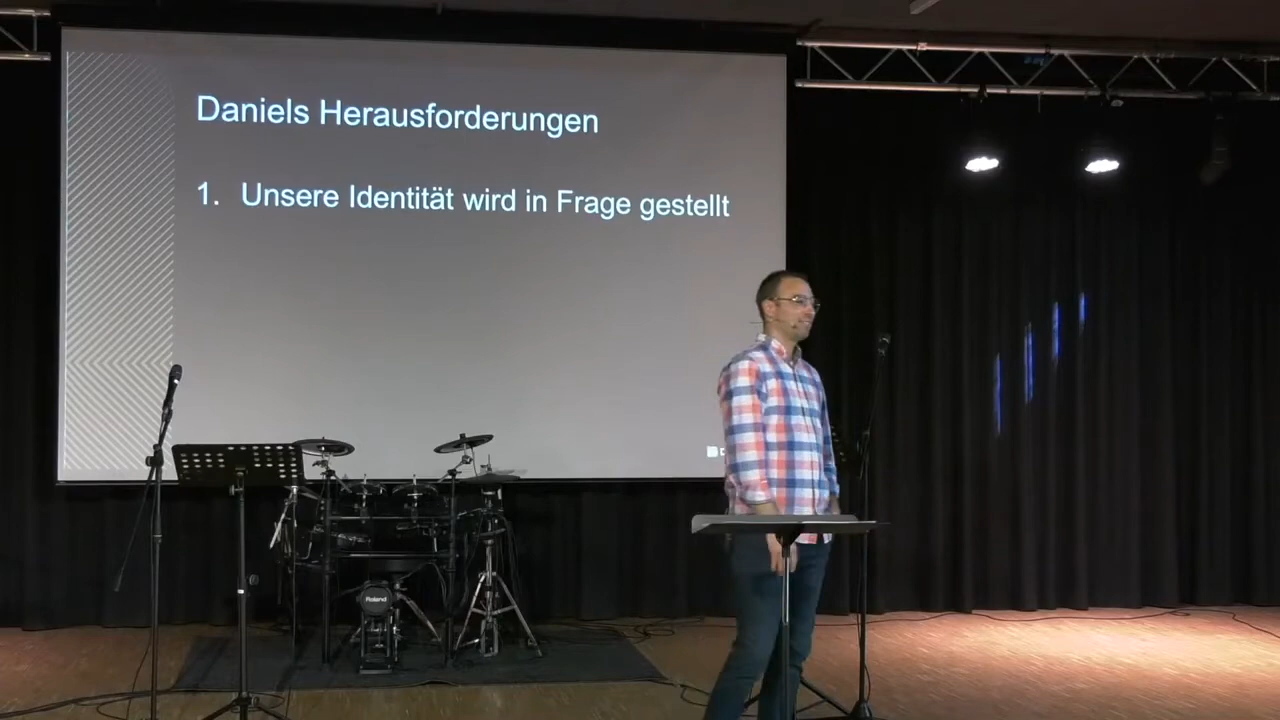 Daniels Herausforderungen
1. Unsere Identität wird in Frage gestellt
Roland